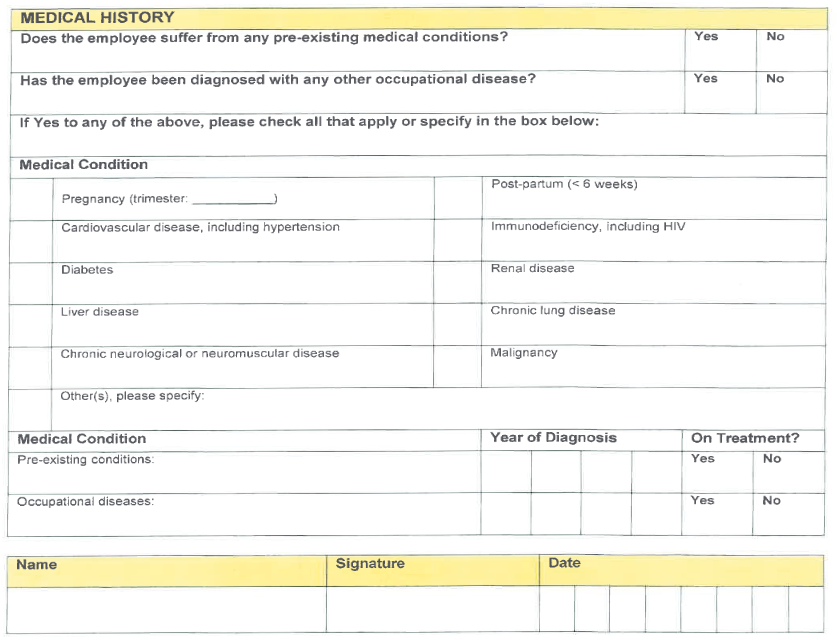 MEDICAL HISTORY
Does the employee suffer from any pre-existing medical conditions? Yes No
Has the employee been diagnosed with any other occupational disease? Yes No
If Yes to any of the above, please check all that apply or specify in the box below:
Medical Condition
Pregnancy (trimester: __________) Post-partum (< 6 weeks)
Cardiovascular disease, including hypertension Immunodeficiency, including HIV
Diabetes Renal disease
Liver disease Chronic lung disease
Chronic neurological or neuromuscular disease Malignancy
Other(s), please specify:
Medical Condition Year of Diagnosis On Treatment?
Pre-existing conditions: Yes No
Occupational diseases: Yes No
Name Signature Date